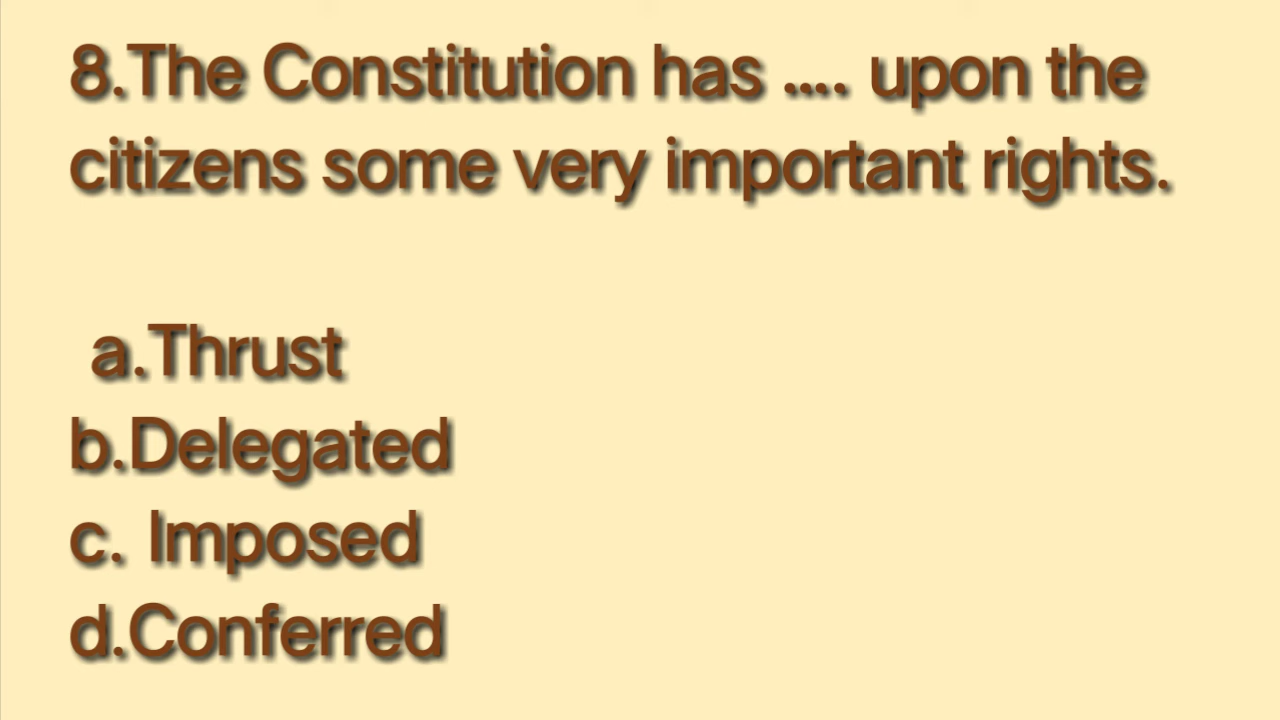 8.The Constitution has .... upon the
citizens some very important rights.
a.Thrust
b.Delegated
c. Imposed
d.Conferred